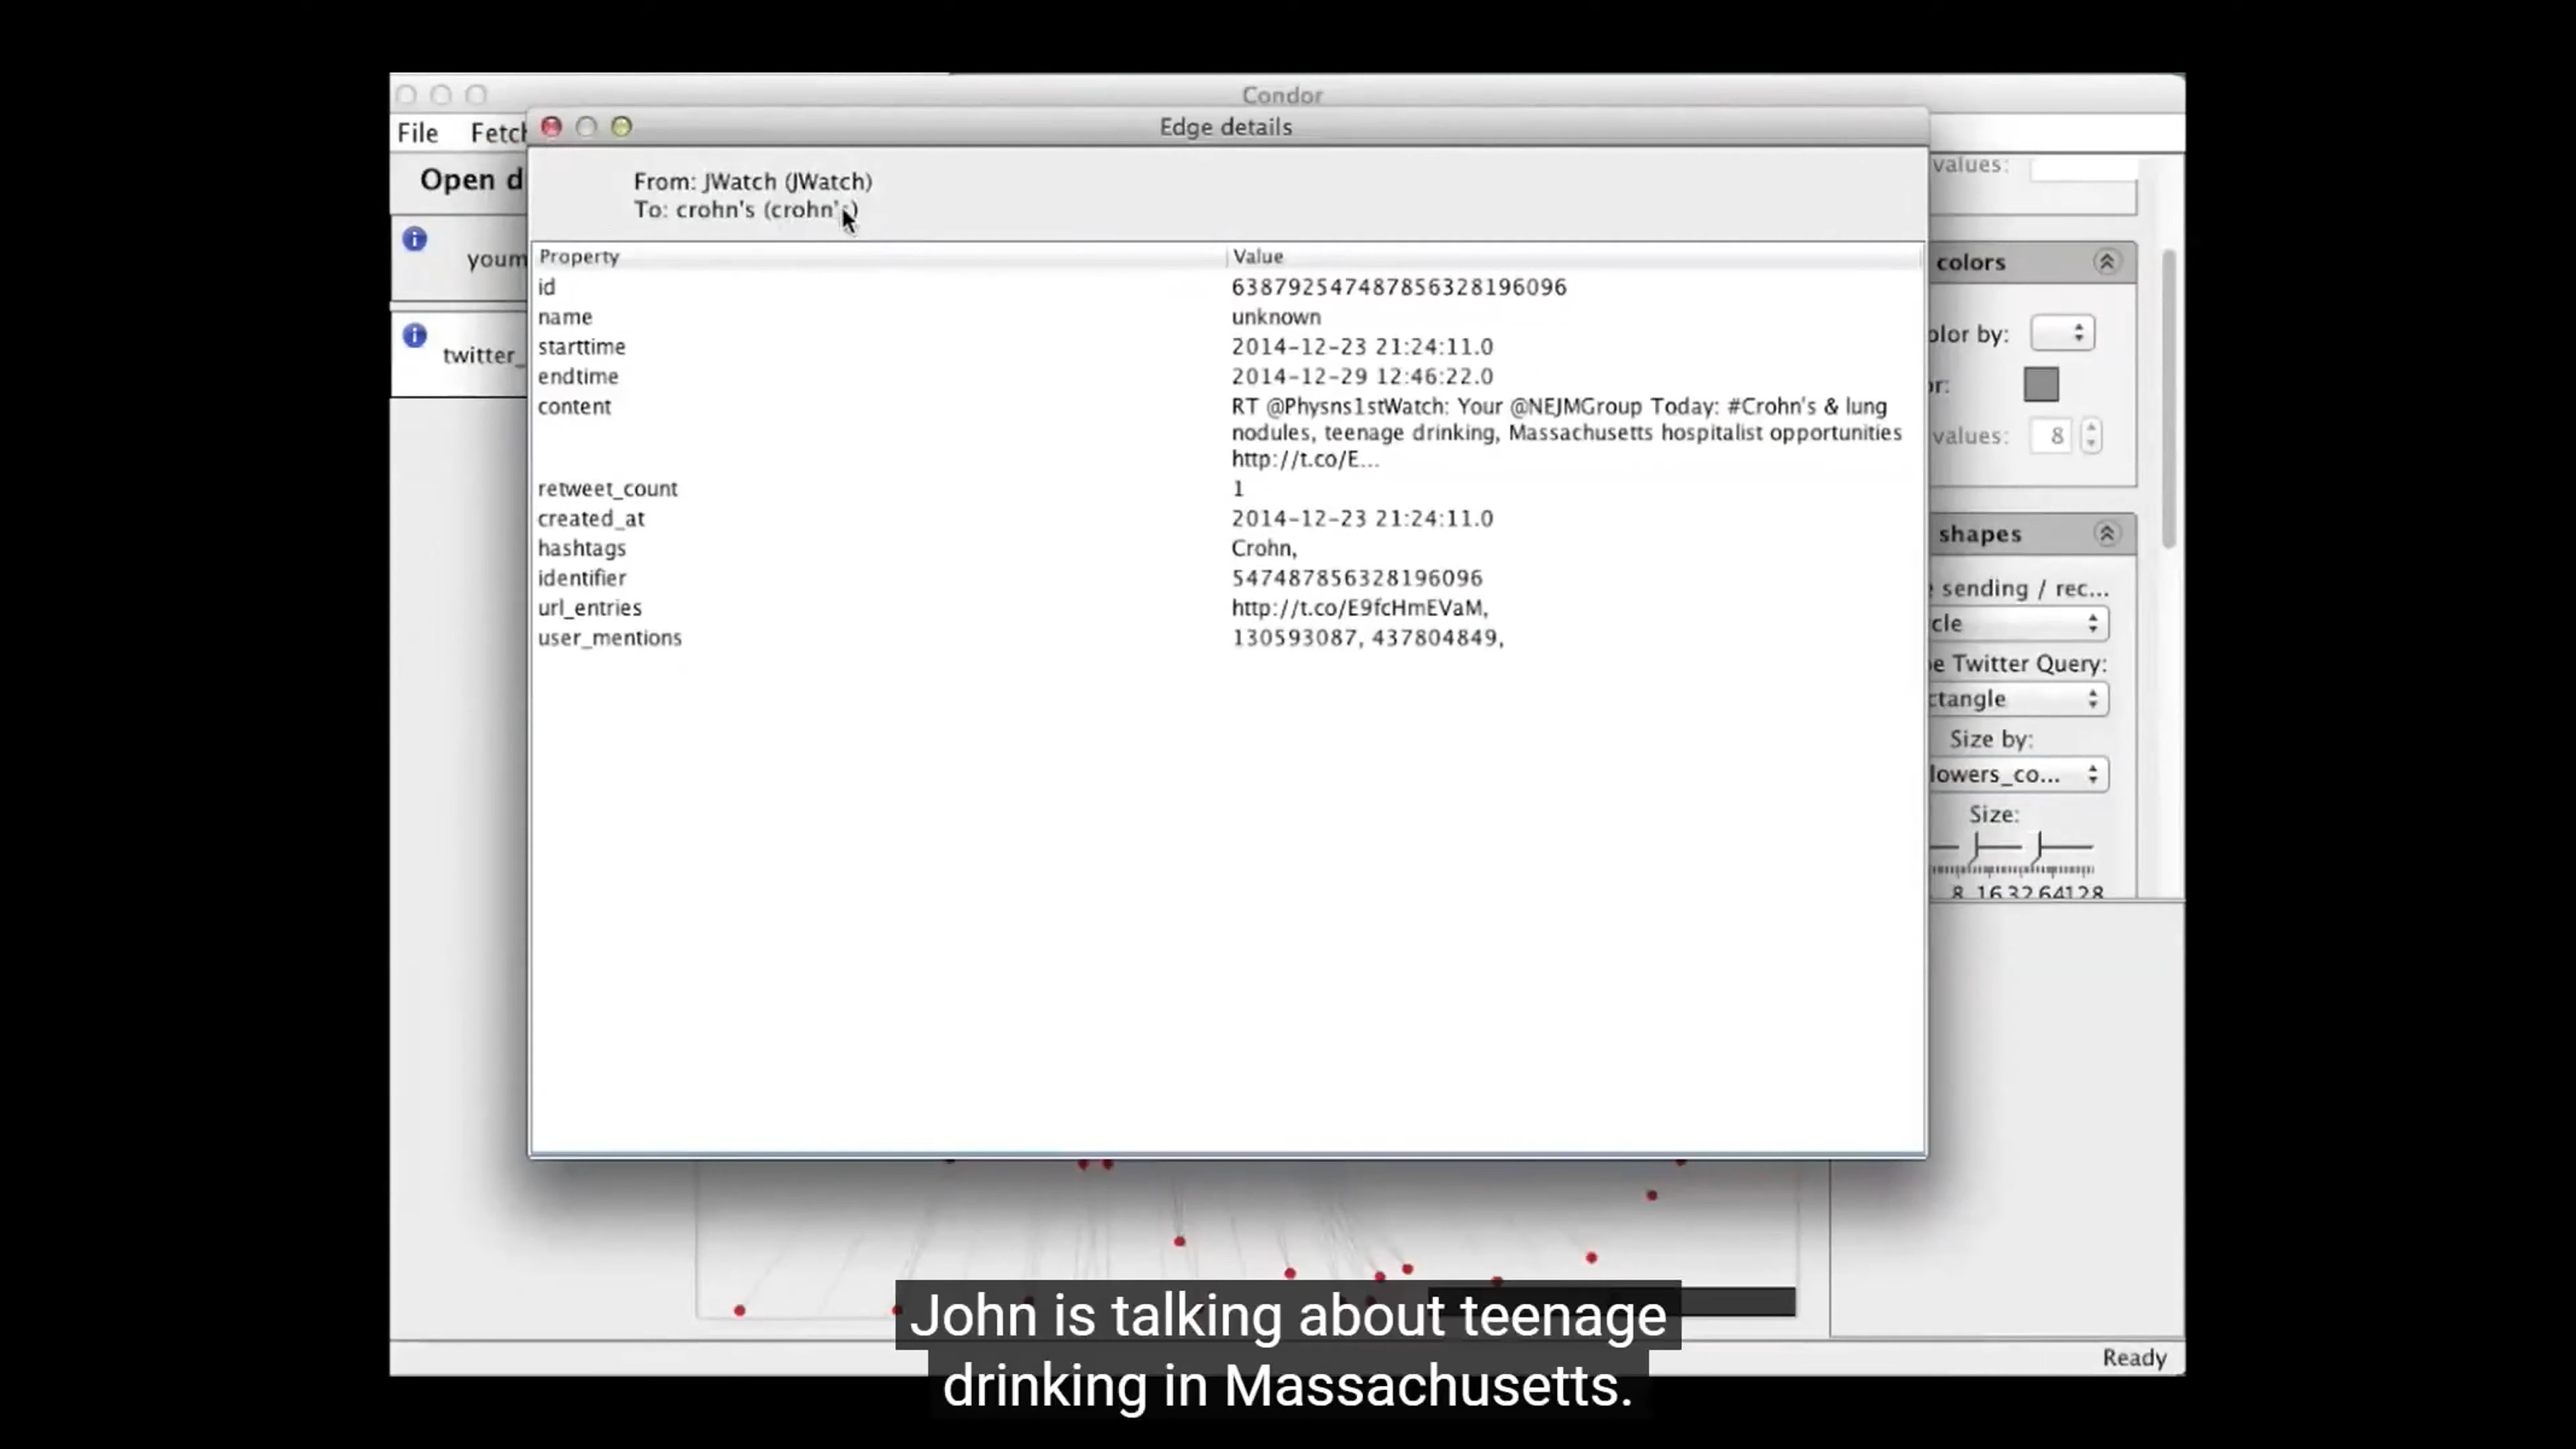 Condor
File Fetch
Edge details
Open d
From: JWatch (JWatch)
To: crohn's (crohn's)
youm
twitter_
Property Value
id 638792547487856328196096
name unknown
starttime 2014-12-23 21:24:11.0
endtime 2014-12-29 12:46:22.0
content RT @Physns1stWatch: Your @NEJMGroup Today: #Crohn's & lung
nodules, teenage drinking, Massachusetts hospitalist opportunities
http://t.co/E...
retweet_count 1
created_at 2014-12-23 21:24:11.0
hashtags Crohn,
identifier 547487856328196096
url_entries http://t.co/E9fcHmEVaM,
user_mentions 130593087, 437804849,
values:
colors
olor by:
or:
values: 8
shapes
sending / rec...
rcle
e Twitter Query:
ctangle
Size by:
lowers_co...
Size:
8 16 32 64 128
John is talking about teenage
drinking in Massachusetts.
Ready